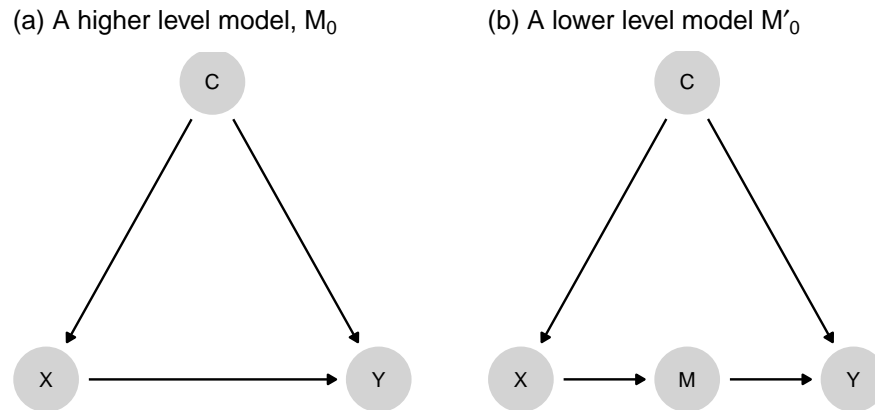 (a) A higher level model, M₀
(b) A lower level model M′₀
C
C
X
Y
X
M
Y